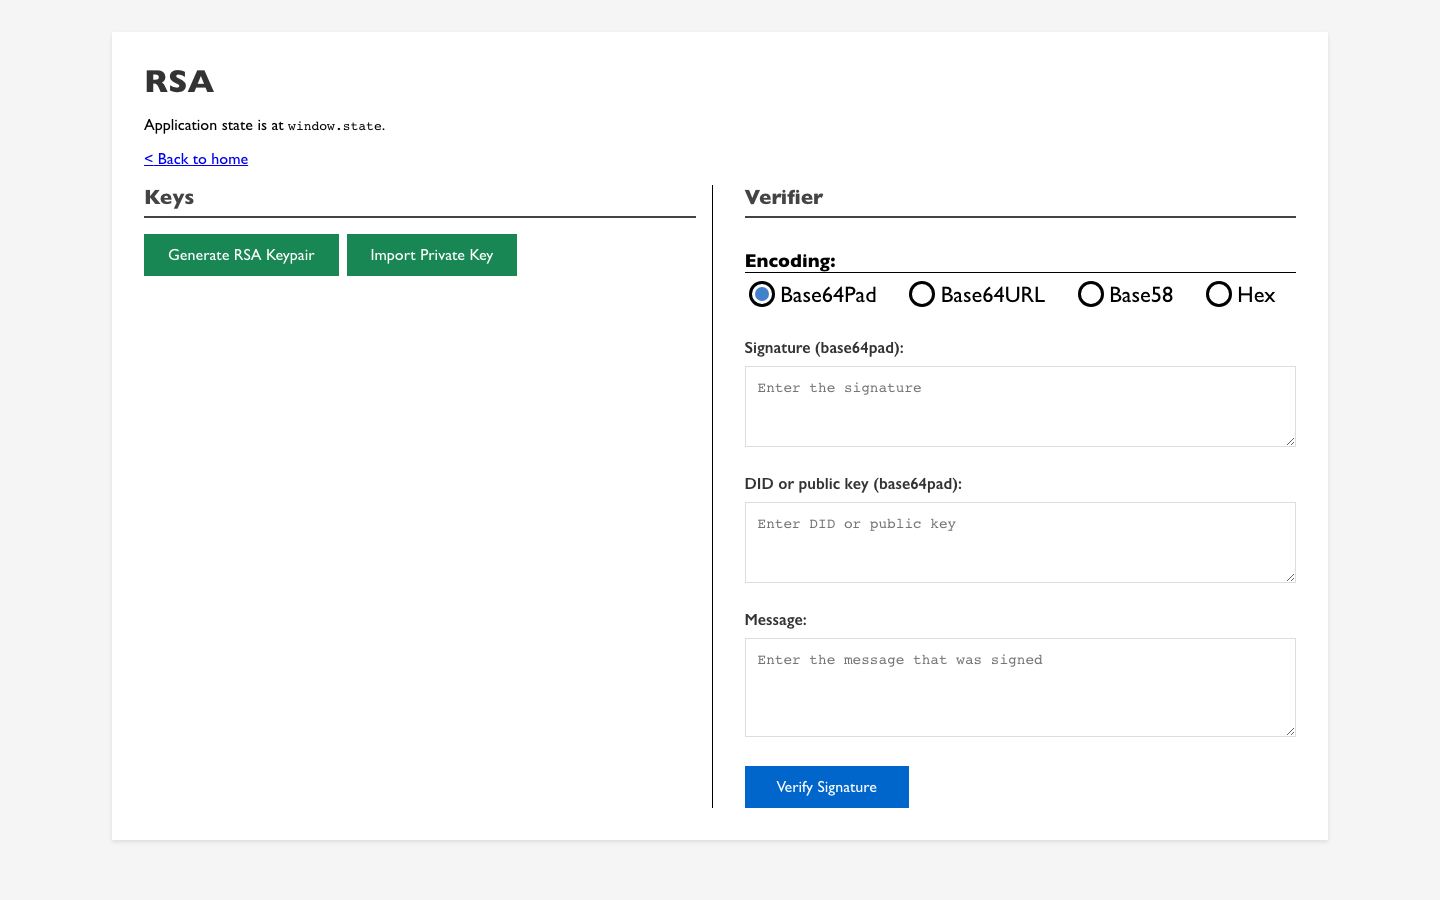 RSA
Application state is at window.state.
< Back to home
Keys
Generate RSA Keypair
Import Private Key
Verifier
Encoding:
Base64Pad Base64URL Base58 Hex
Signature (base64pad):
Enter the signature
DID or public key (base64pad):
Enter DID or public key
Message:
Enter the message that was signed
Verify Signature